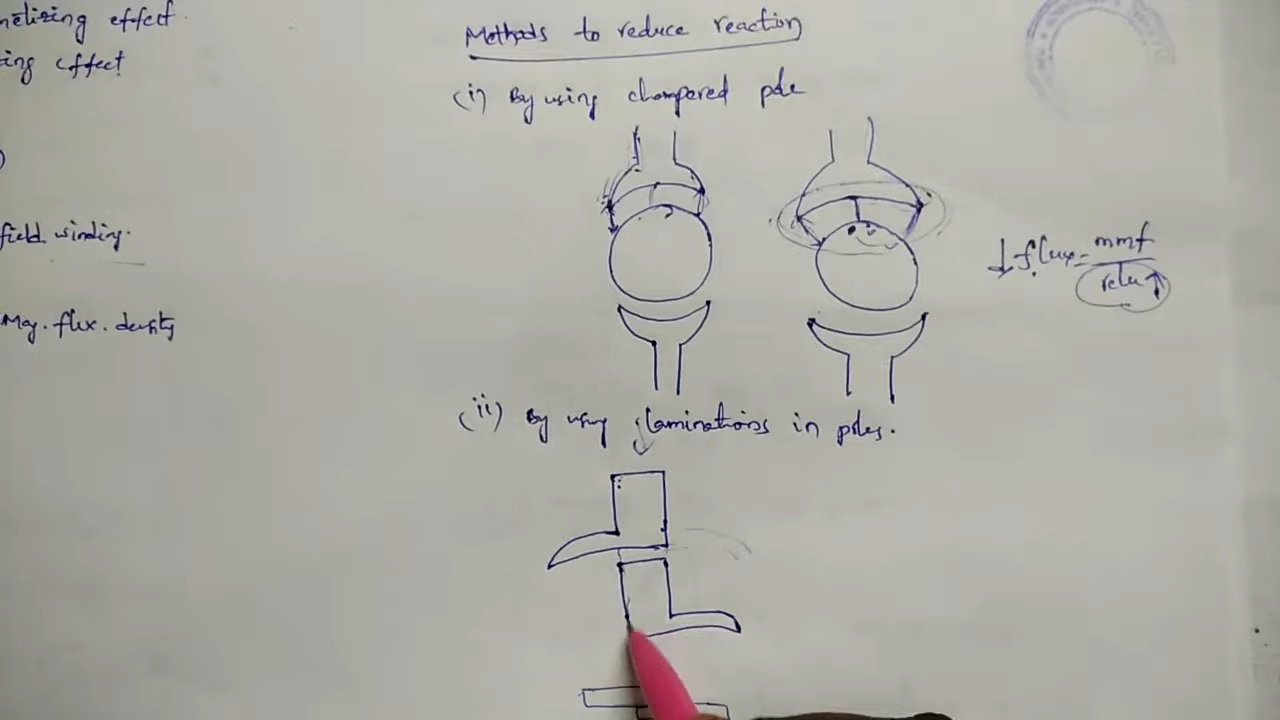 netizing effect.
ing effect
)
field winding.
Mag. flux. density
Methods to reduce reaction
(i) By using champered pole
↓ flux = mmf
relu ↑
(ii) By using laminations in poles.